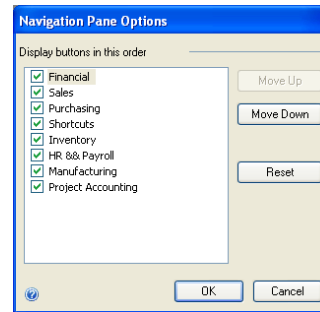 Navigation Pane Options
Display buttons in this order
Financial
Move Up
Sales
Purchasing
Move Down
Shortcuts
Inventory
HR && Payroll
Manufacturing
Reset
Project Accounting
OK
Cancel